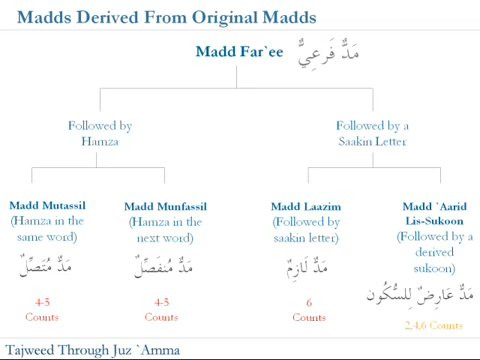 Madds Derived From Original Madds
Madd Far`ee مَدٌّ فَرعِيٌّ
Followed by
Hamza
Followed by a
Saakin Letter
Madd Mutassil
(Hamza in the
same word)
مَدٌّ مُتَصِّلٌ
4-5
Counts
Madd Munfassil
(Hamza in the
next word)
مَدٌّ مُنفَصِّلٌ
4-5
Counts
Madd Laazim
(Followed by
saakin letter)
مَدٌّ لَازِمٌ
6
Counts
Madd `Aarid
Lis-Sukoon
(Followed by a
derived
sukoon)
مَدٌّ عَارِضٌ لِلسُّكُون
2,4,6 Counts
Tajweed Through Juz `Amma